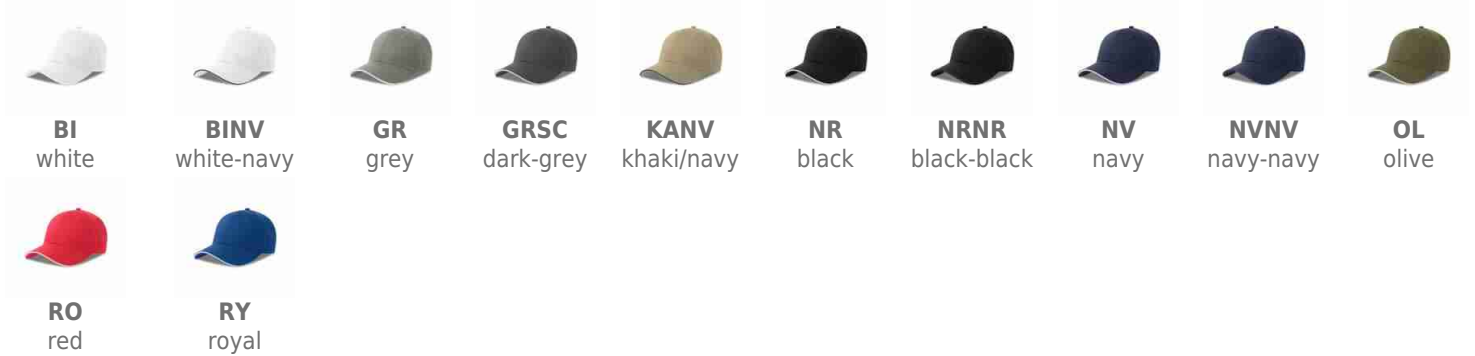 BI BINV GR GRSC KANV NR NRNR NV NVNV OL
white white-navy grey dark-grey khaki/navy black black-black navy navy-navy olive
RO RY
red royal